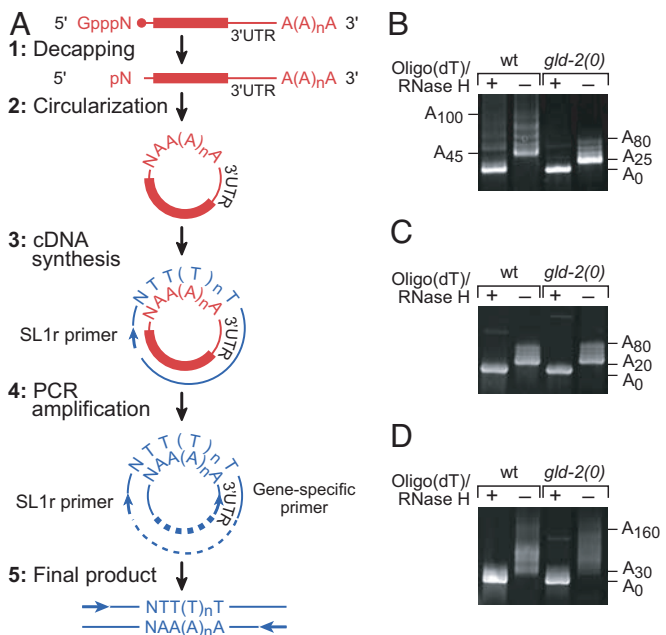 A
5' GpppN A(A)nA 3'
3'UTR
1: Decapping
5' pN A(A)nA 3'
3'UTR
2: Circularization
NAA(A)nA
3'UTR
3: cDNA
synthesis
NTT(T)nT
NAA(A)nA
3'UTR
SL1r primer
4: PCR
amplification
NTT(T)nT
NAA(A)nA
3'UTR
SL1r primer
Gene-specific
primer
5: Final product
NTT(T)nT
NAA(A)nA
B
wt gld-2(0)
Oligo(dT)/
RNase H + – + –
A100
A45
A80
A25
A0
C
wt gld-2(0)
Oligo(dT)/
RNase H + – + –
A80
A20
A0
D
wt gld-2(0)
Oligo(dT)/
RNase H + – + –
A160
A30
A0